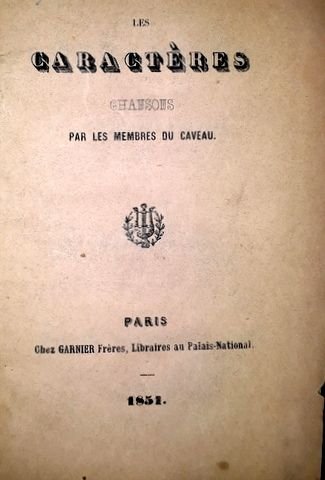 LES
CARACTÈRES
CHANSONS
PAR LES MEMBRES DU CAVEAU.
PARIS
Chez GARNIER Frères, Libraires au Palais-National.
1851.